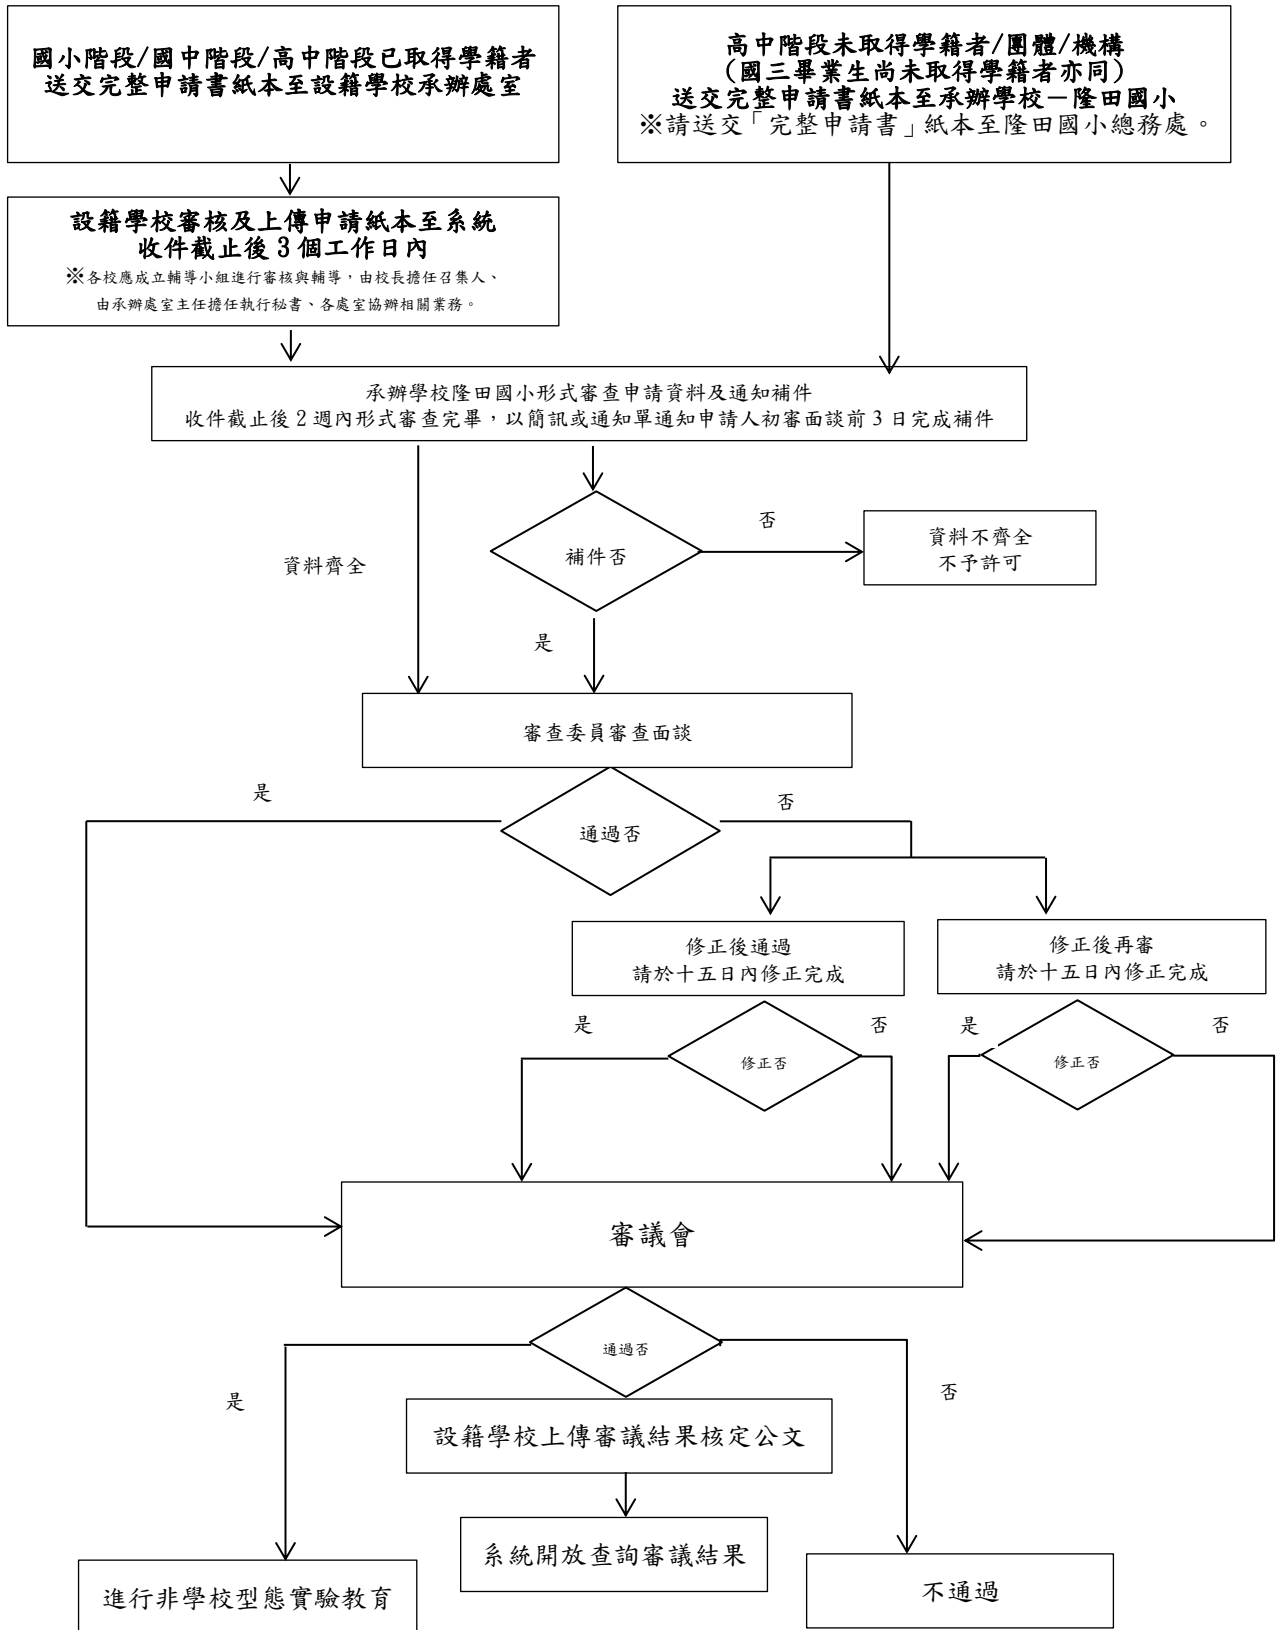 國小階段/國中階段/高中階段已取得學籍者
送交完整申請書紙本至設籍學校承辦處室
高中階段未取得學籍者/團體/機構
(國三畢業生尚未取得學籍者亦同)
送交完整申請書紙本至承辦學校－隆田國小
※請送交「完整申請書」紙本至隆田國小總務處。
設籍學校審核及上傳申請紙本至系統
收件截止後 3 個工作日內
※各校應成立輔導小組進行審核與輔導，由校長擔任召集人、
由承辦處室主任擔任執行秘書、各處室協辦相關業務。
承辦學校隆田國小形式審查申請資料及通知補件
收件截止後 2 週內形式審查完畢，以簡訊或通知單通知申請人初審面談前 3 日完成補件
資料齊全
補件否
否
資料不齊全
不予許可
是
審查委員審查面談
是
通過否
否
修正後通過
請於十五日內修正完成
修正後再審
請於十五日內修正完成
是
修正否
否
是
修正否
否
審議會
通過否
是
否
設籍學校上傳審議結果核定公文
系統開放查詢審議結果
進行非學校型態實驗教育
不通過